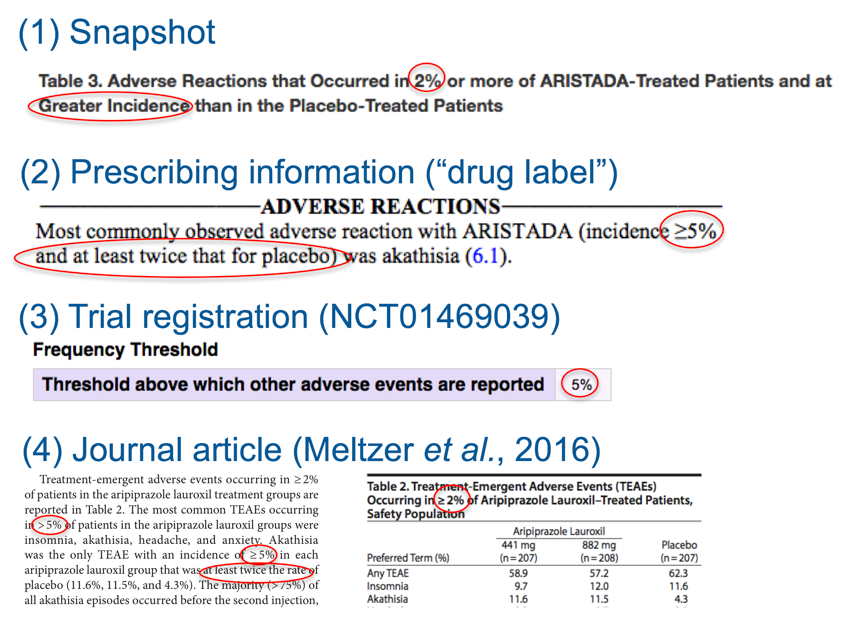 (1) Snapshot
Table 3. Adverse Reactions that Occurred in 2% or more of ARISTADA-Treated Patients and at
Greater Incidence than in the Placebo-Treated Patients
(2) Prescribing information (“drug label”)
ADVERSE REACTIONS
Most commonly observed adverse reaction with ARISTADA (incidence ≥5%
and at least twice that for placebo) was akathisia (6.1).
(3) Trial registration (NCT01469039)
Frequency Threshold
Threshold above which other adverse events are reported 5%
(4) Journal article (Meltzer et al., 2016)
Treatment-emergent adverse events occurring in ≥ 2%
of patients in the aripiprazole lauroxil treatment groups are
reported in Table 2. The most common TEAEs occurring
in >5% of patients in the aripiprazole lauroxil groups were
insomnia, akathisia, headache, and anxiety. Akathisia
was the only TEAE with an incidence of ≥5% in each
aripiprazole lauroxil group that was at least twice the rate of
placebo (11.6%, 11.5%, and 4.3%). The majority (>75%) of
all akathisia episodes occurred before the second injection,
Table 2. Treatment-Emergent Adverse Events (TEAEs)
Occurring in ≥ 2% of Aripiprazole Lauroxil–Treated Patients,
Safety Population
Aripiprazole Lauroxil
441 mg 882 mg Placebo
Preferred Term (%) (n=207) (n=208) (n=207)
Any TEAE 58.9 57.2 62.3
Insomnia 9.7 12.0 11.6
Akathisia 11.6 11.5 4.3